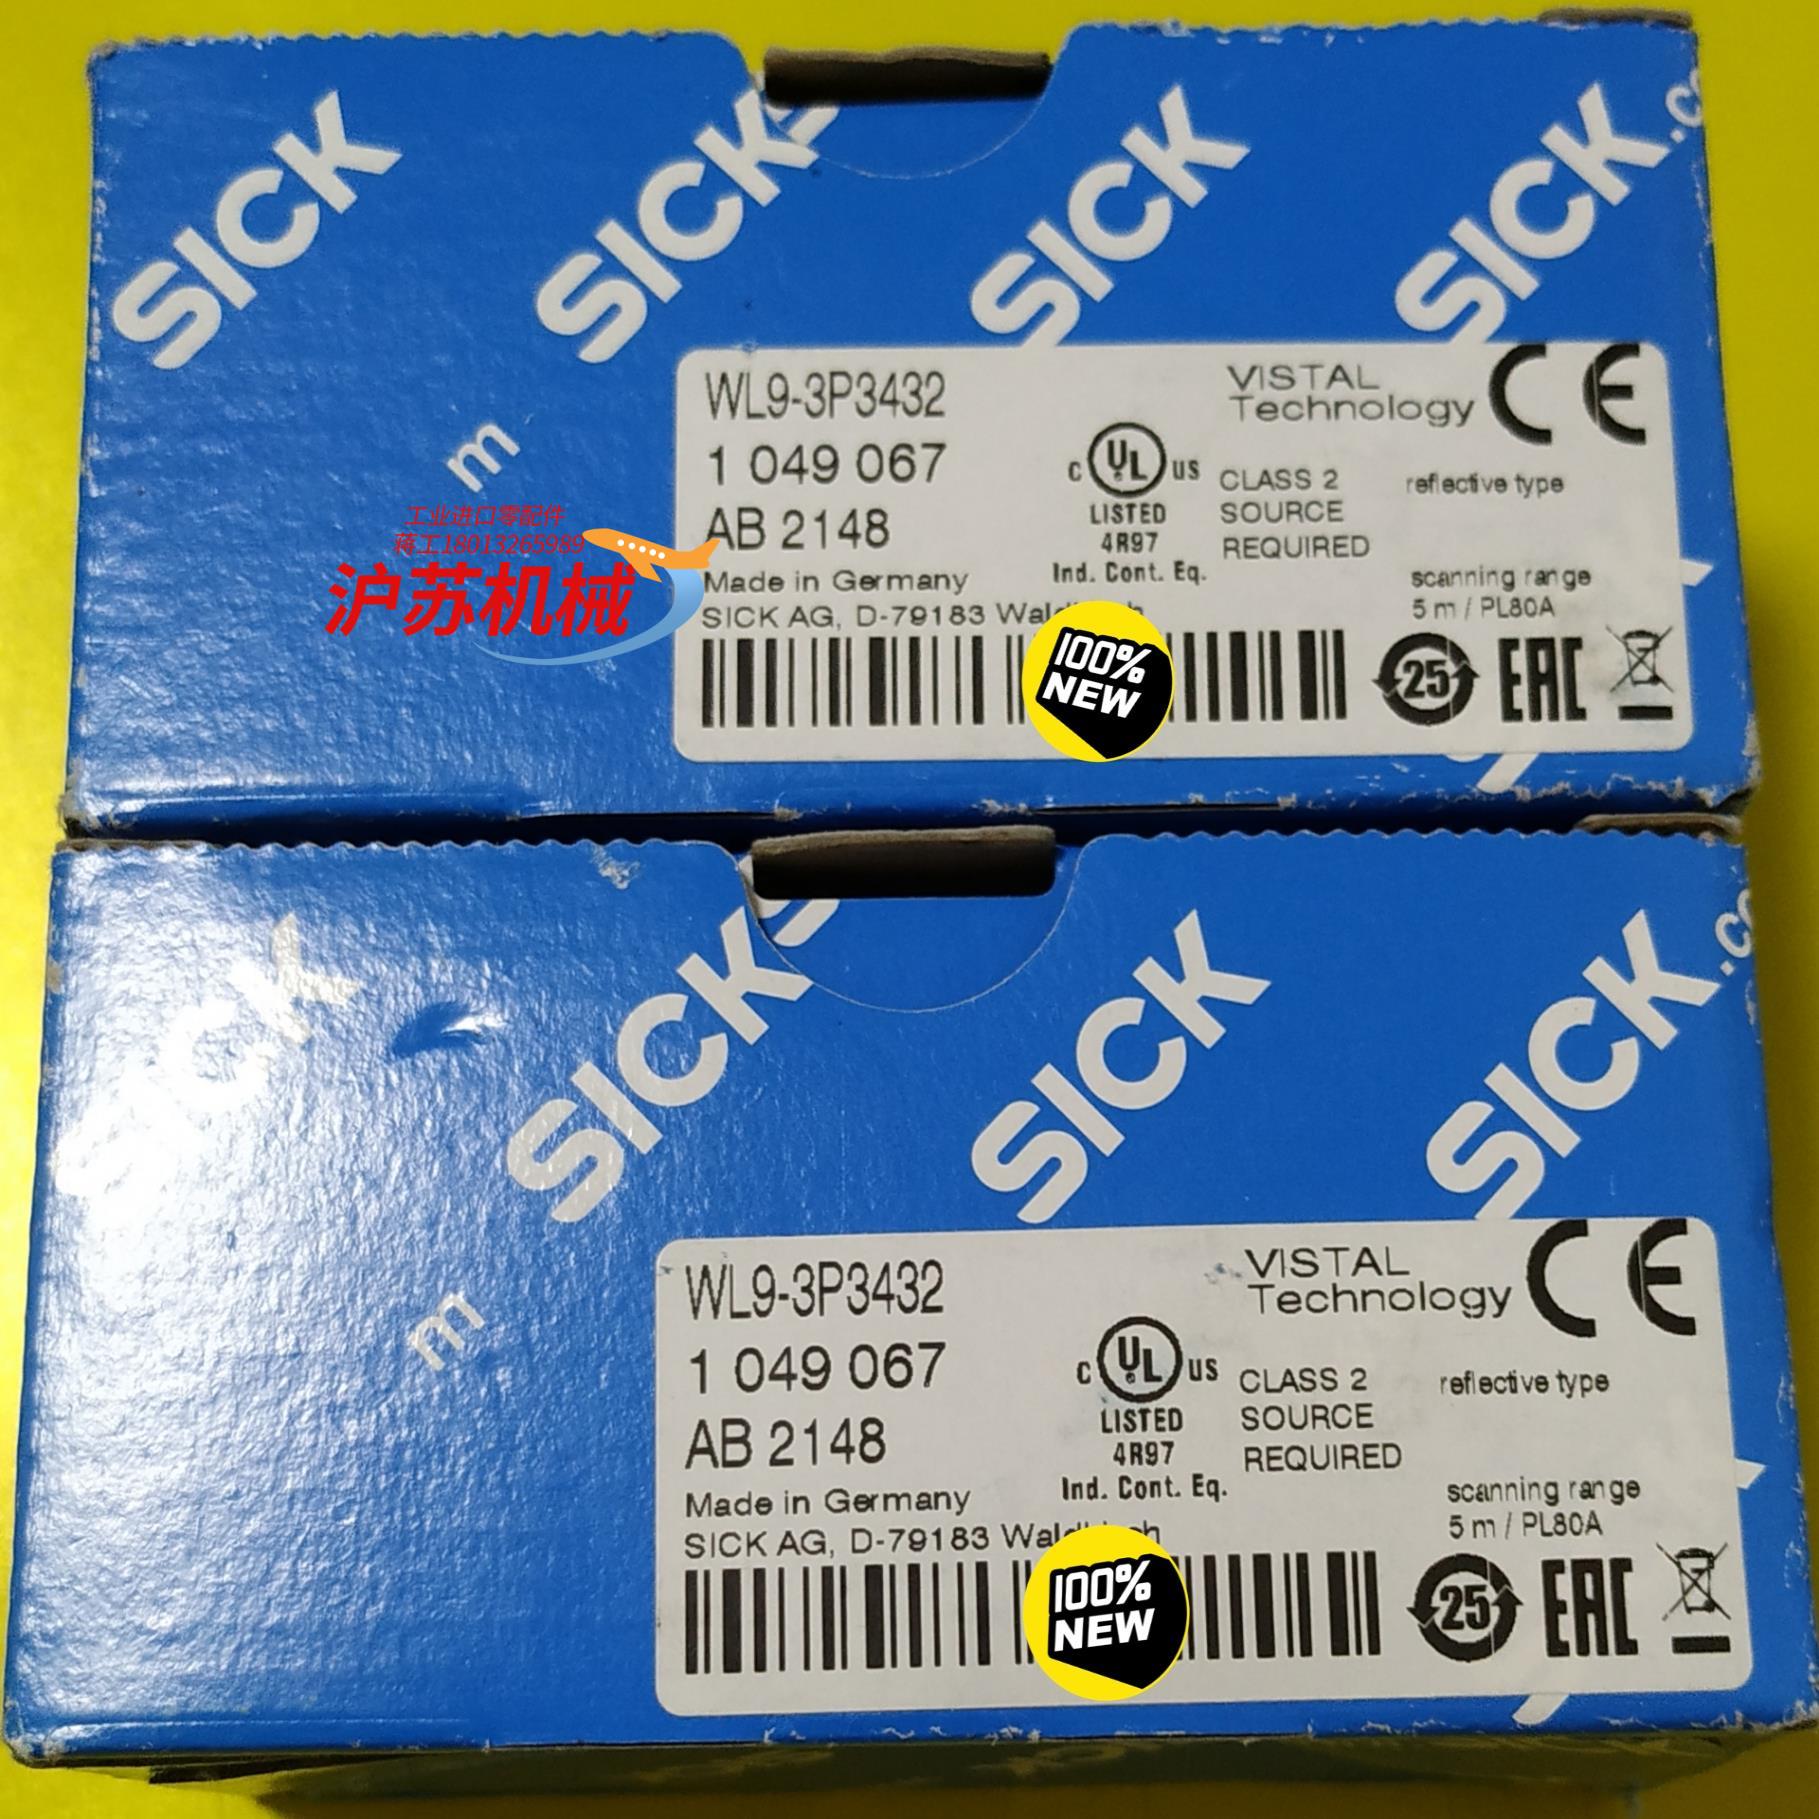 SICK SICK SICK SICK.c
m
工业进口零配件
蒋工18013265989
沪苏机械
WL9-3P3432
1 049 067
AB 2148
Made in Germany
SICK AG, D-79183
C UL US
LISTED
4R97
Ind. Cont. Eq.
VISTAL
Technology
CE
CLASS 2
SOURCE
REQUIRED
reflective type
scanning range
5 m / PL80A
100%
NEW
25 EAC
SICK SICK SICK SICK.c
m
WL9-3P3432
1 049 067
AB 2148
Made in Germany
SICK AG, D-79183
C UL US
LISTED
4R97
Ind. Cont. Eq.
VISTAL
Technology
CE
CLASS 2
SOURCE
REQUIRED
reflective type
scanning range
5 m / PL80A
100%
NEW
25 EAC